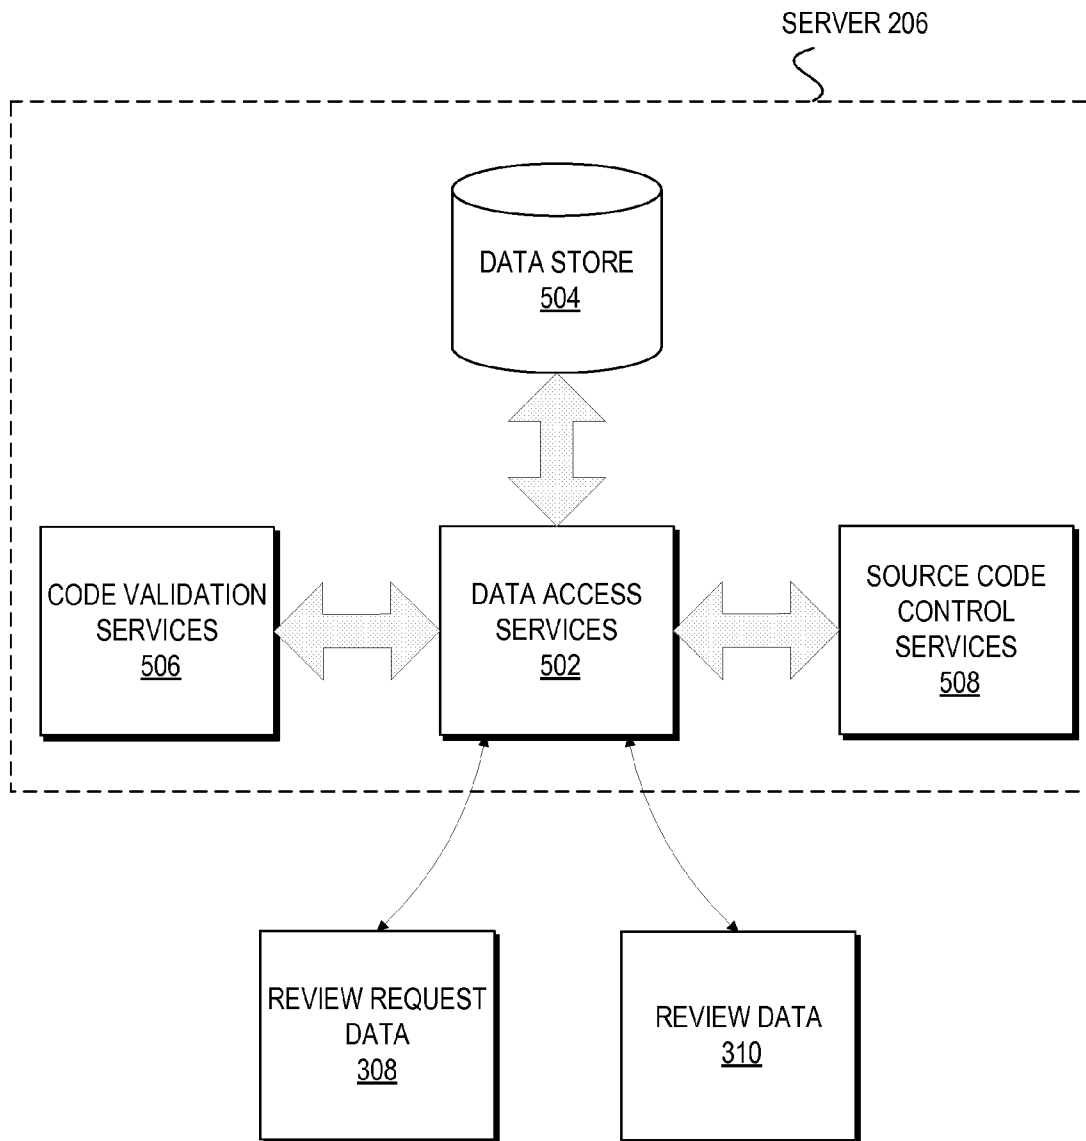 SERVER 206
DATA STORE
504
CODE VALIDATION
SERVICES
506
DATA ACCESS
SERVICES
502
SOURCE CODE
CONTROL
SERVICES
508
REVIEW REQUEST
DATA
308
REVIEW DATA
310